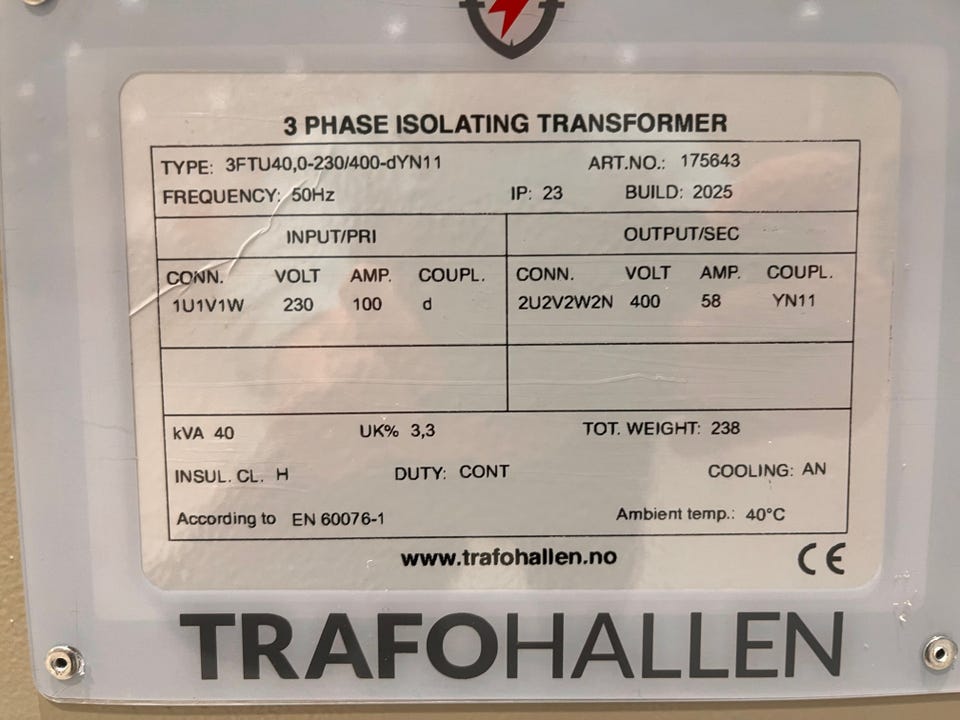 3 PHASE ISOLATING TRANSFORMER
TYPE: 3FTU40,0-230/400-dYN11 ART.NO.: 175643
FREQUENCY: 50Hz IP: 23 BUILD: 2025
INPUT/PRI OUTPUT/SEC
CONN. VOLT AMP. COUPL. CONN. VOLT AMP. COUPL.
1U1V1W 230 100 d 2U2V2W2N 400 58 YN11
kVA 40 UK% 3,3 TOT. WEIGHT: 238
INSUL. CL. H DUTY: CONT COOLING: AN
According to EN 60076-1 Ambient temp.: 40°C
www.trafohallen.no CE
TRAFOHALLEN